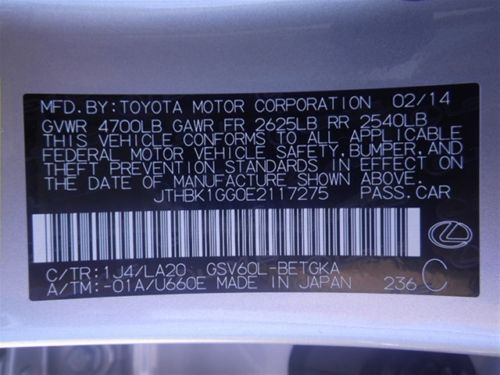 MFD. BY: TOYOTA MOTOR CORPORATION 02/14
GVWR 4700LB GAWR FR 2625LB RR 2540LB
THIS VEHICLE CONFORMS TO ALL APPLICABLE
FEDERAL MOTOR VEHICLE SAFETY, BUMPER, AND
THEFT PREVENTION STANDARDS IN EFFECT ON
THE DATE OF MANUFACTURE SHOWN ABOVE.
JTHBK1GG0E2117275 PASS. CAR
C/TR: 1J4/LA20 GSV60L-BETGKA
A/TM: -01A/U660E MADE IN JAPAN 236 C